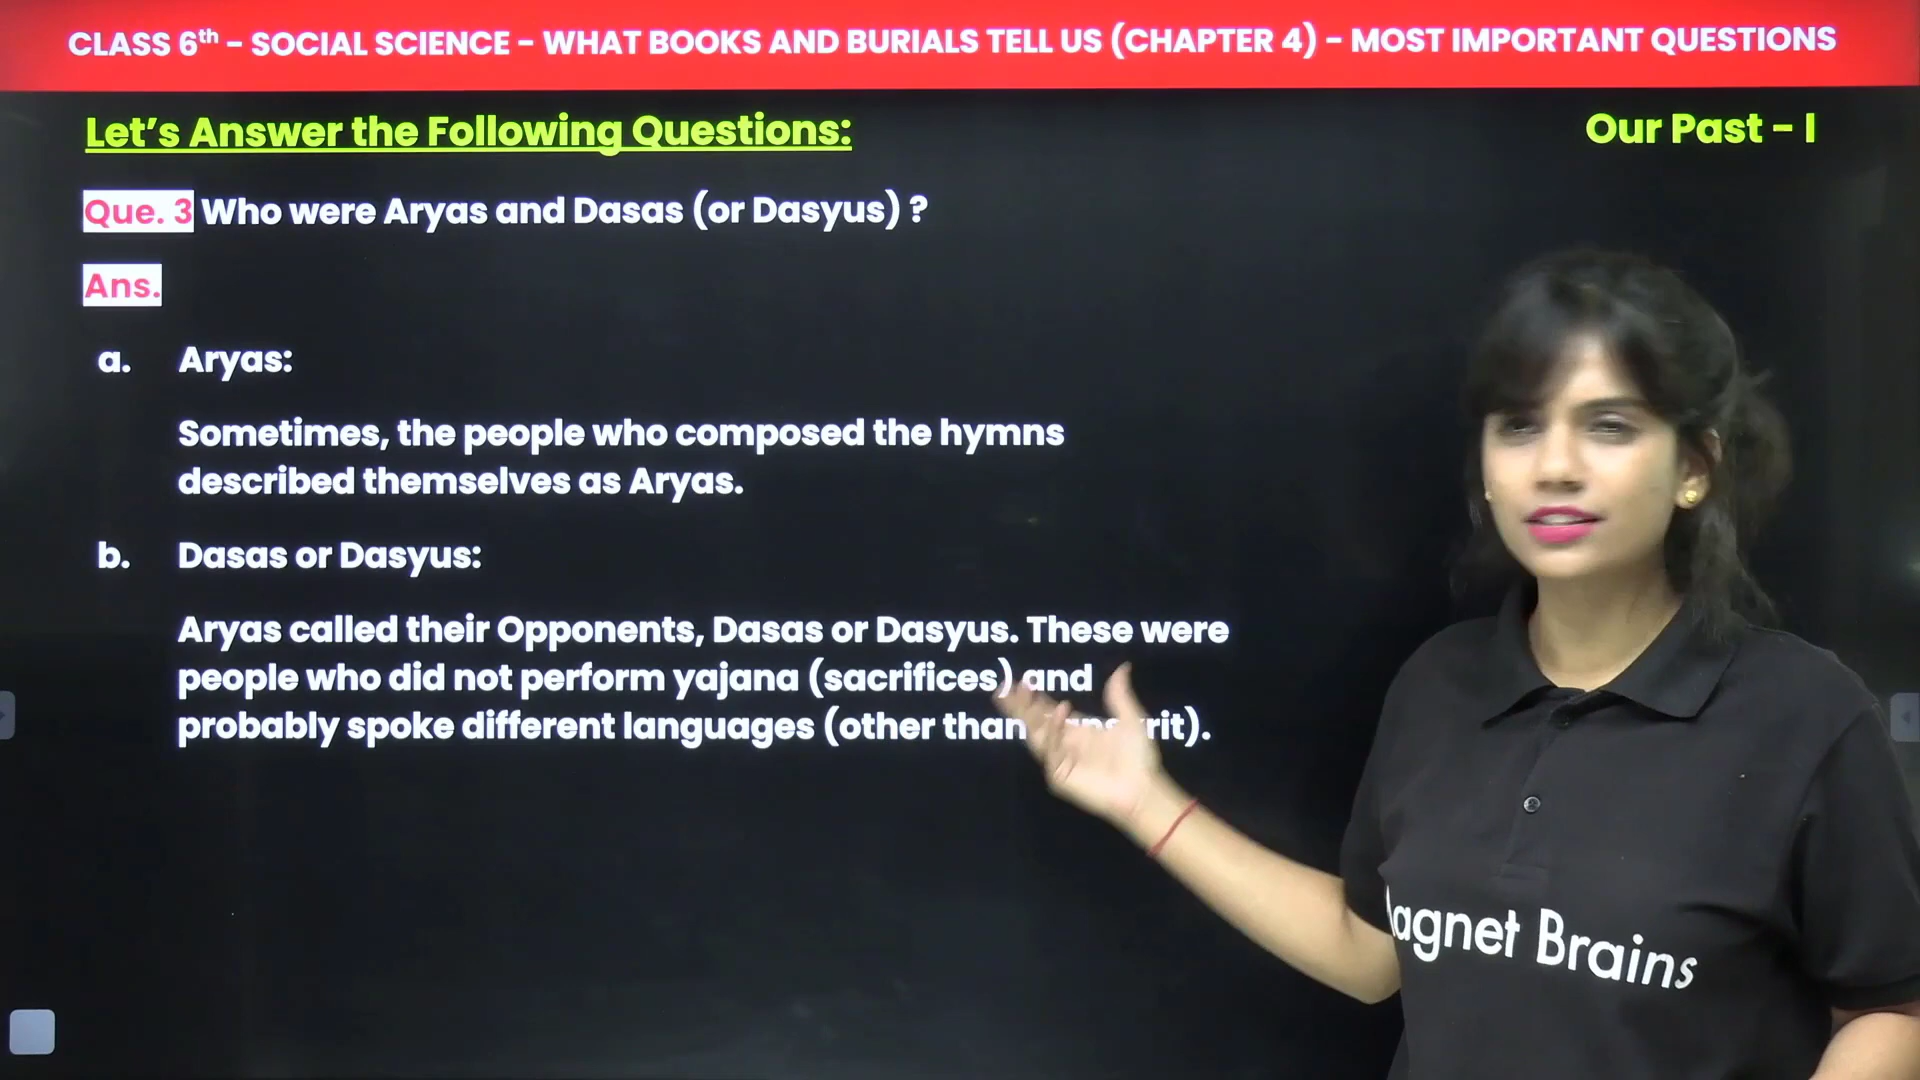 CLASS 6th - SOCIAL SCIENCE - WHAT BOOKS AND BURIALS TELL US (CHAPTER 4) - MOST IMPORTANT QUESTIONS
Let's Answer the Following Questions:
Our Past - I
Que. 3 Who were Aryas and Dasas (or Dasyus) ?
Ans.
a. Aryas:
Sometimes, the people who composed the hymns
described themselves as Aryas.
b. Dasas or Dasyus:
Aryas called their Opponents, Dasas or Dasyus. These were
people who did not perform yajana (sacrifices) and
probably spoke different languages (other than
agnet Brains